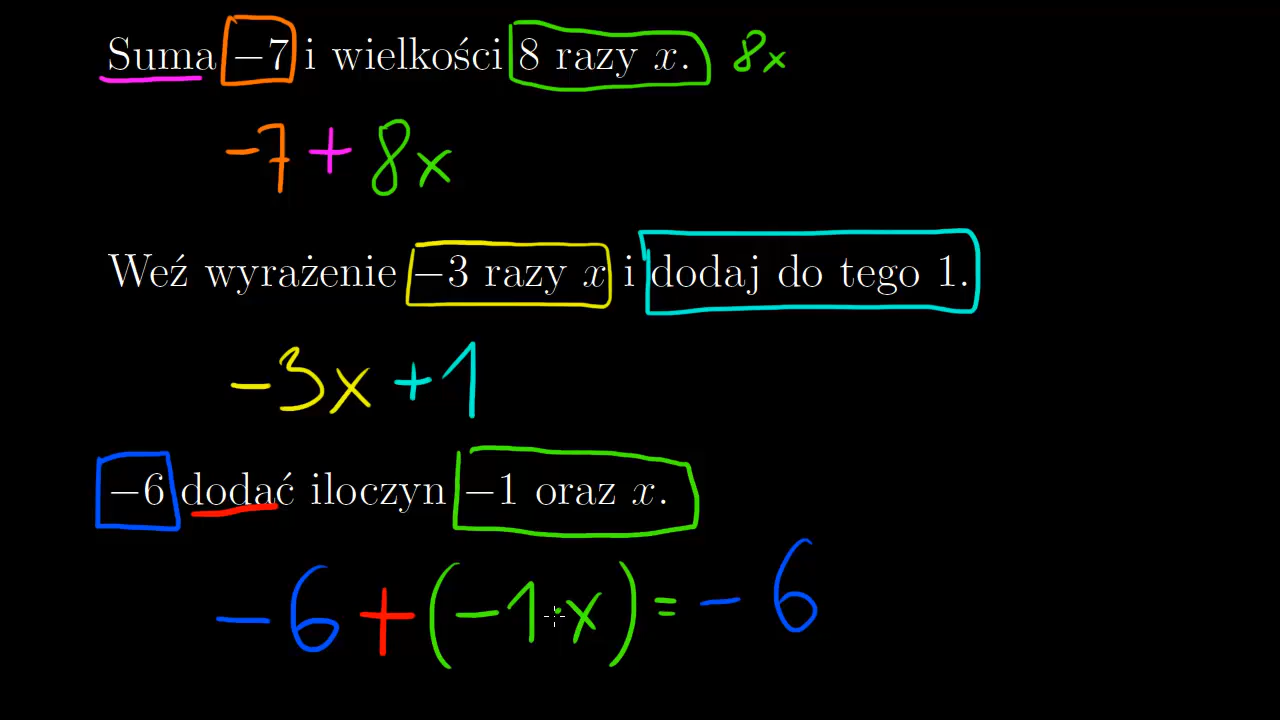 Suma −7 i wielkości 8 razy x. 8x
−7 + 8x
Weź wyrażenie −3 razy x i dodaj do tego 1.
−3x + 1
−6 dodać iloczyn −1 oraz x.
−6 + (−1·x) = −6